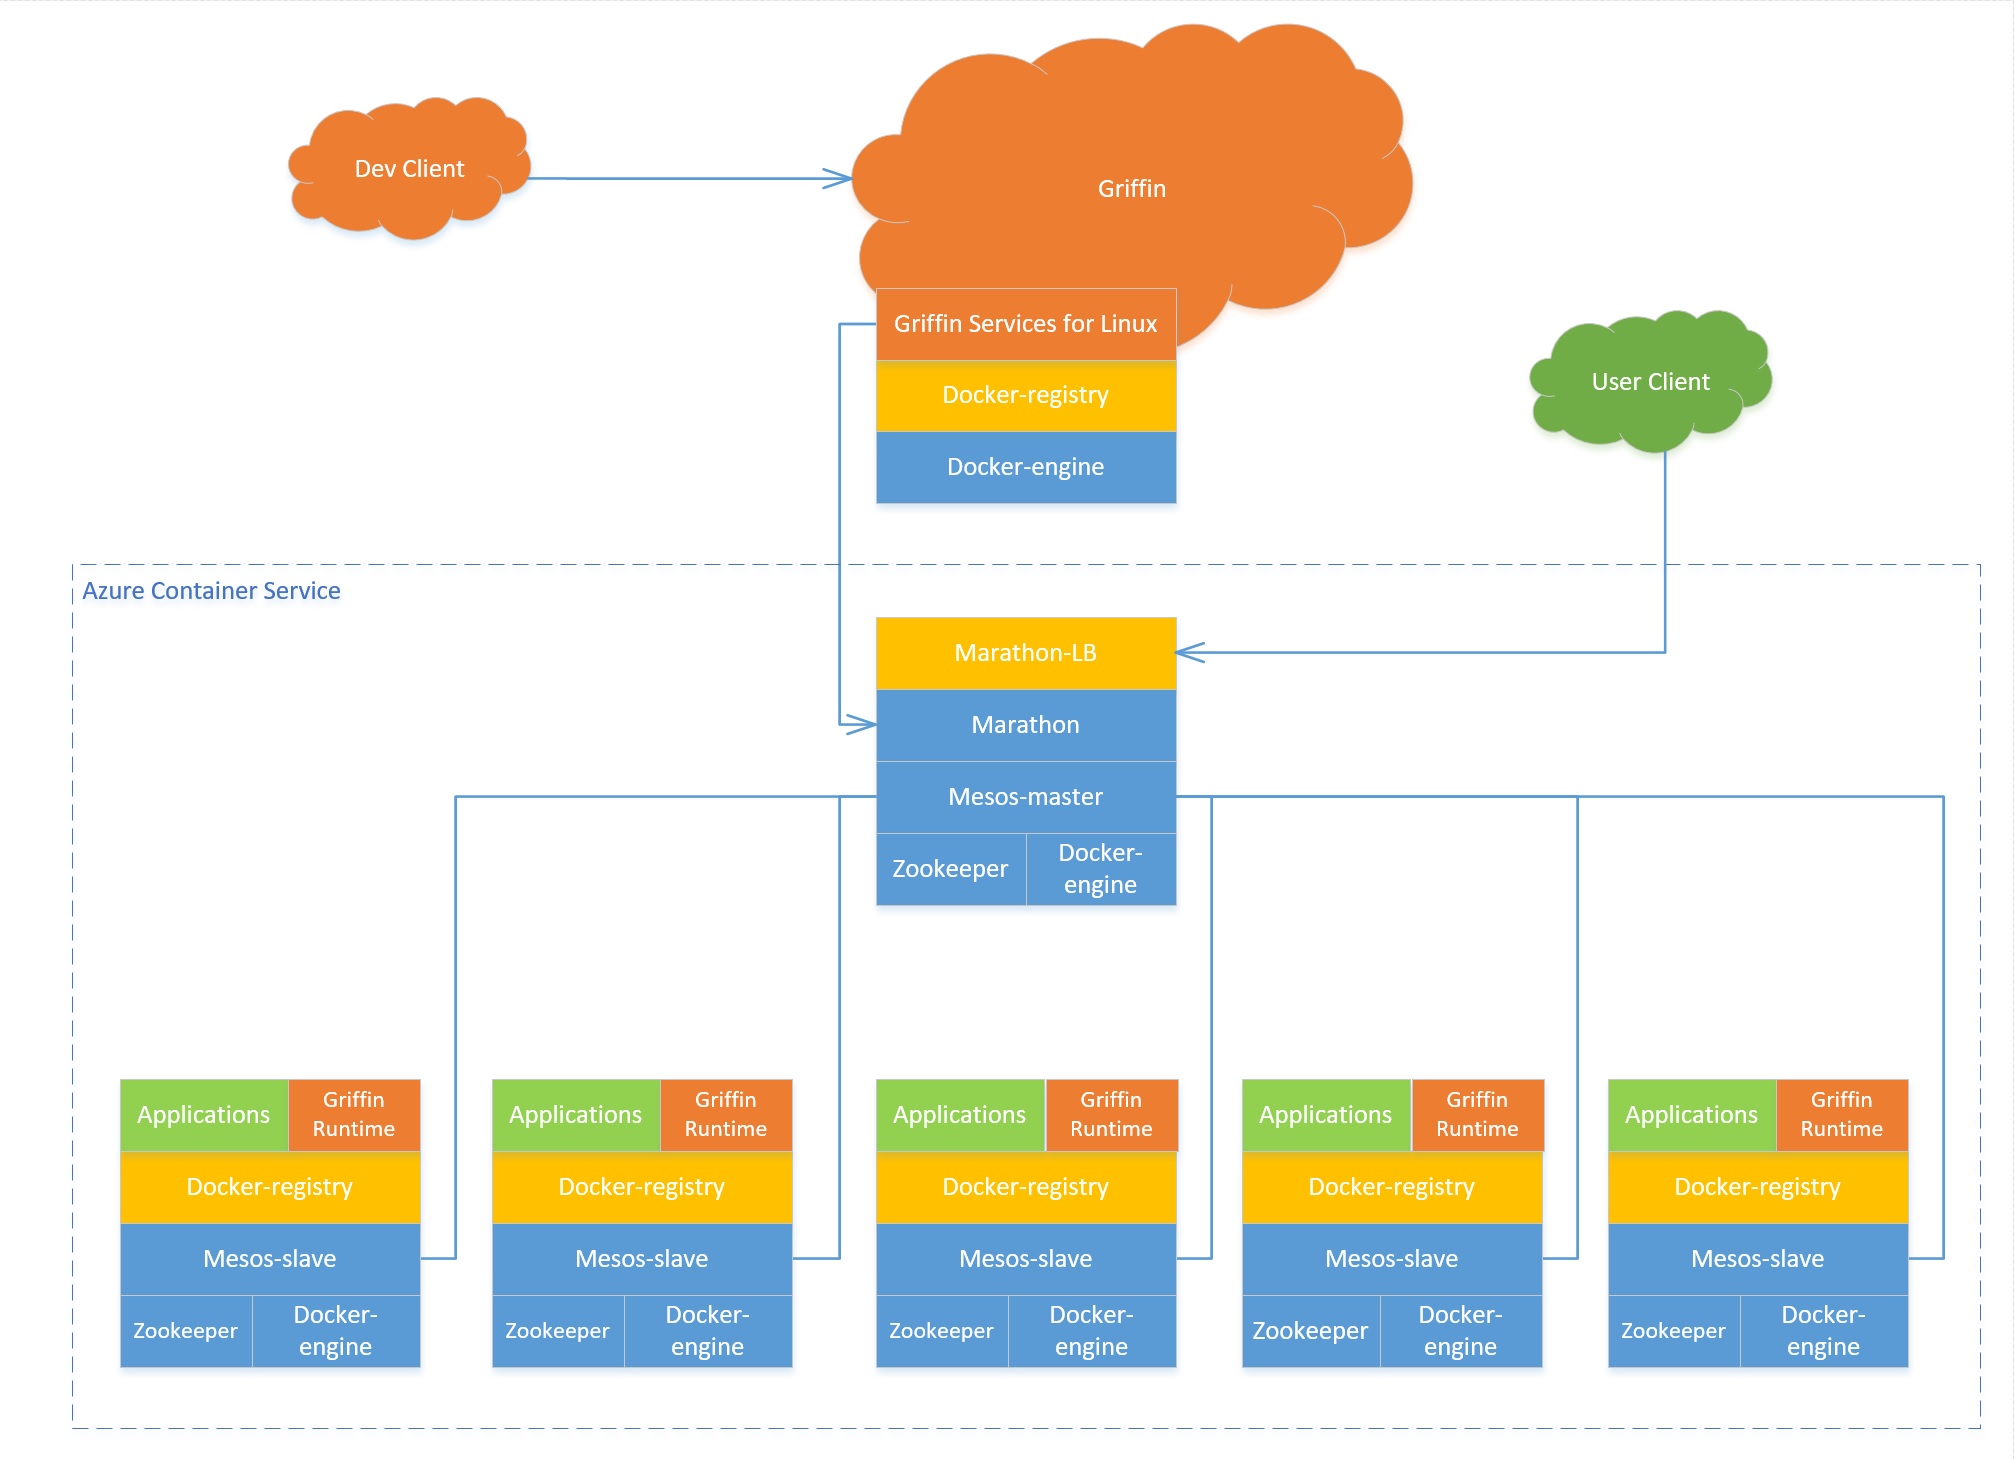 Dev Client
Griffin
Griffin Services for Linux
Docker-registry
Docker-engine
User Client
Azure Container Service
Marathon-LB
Marathon
Mesos-master
Zookeeper
Docker-
engine
Applications
Griffin
Runtime
Docker-registry
Mesos-slave
Zookeeper
Docker-
engine
Applications
Griffin
Runtime
Docker-registry
Mesos-slave
Zookeeper
Docker-
engine
Applications
Griffin
Runtime
Docker-registry
Mesos-slave
Zookeeper
Docker-
engine
Applications
Griffin
Runtime
Docker-registry
Mesos-slave
Zookeeper
Docker-
engine
Applications
Griffin
Runtime
Docker-registry
Mesos-slave
Zookeeper
Docker-
engine